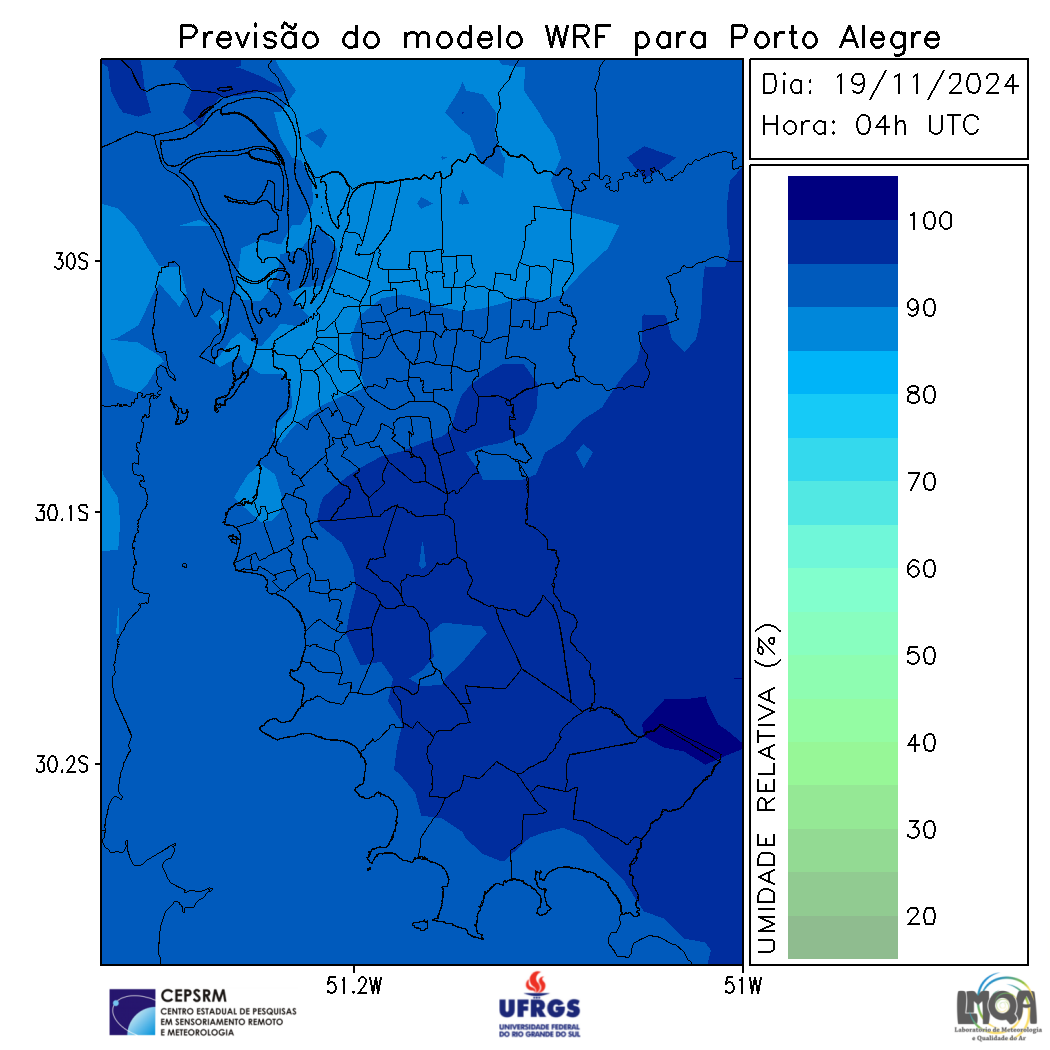 Previsão do modelo WRF para Porto Alegre
Dia: 19/11/2024
Hora: 04h UTC
30S
30.1S
30.2S
51.2W
51W
UMIDADE RELATIVA (%)
100
90
80
70
60
50
40
30
20
CEPSRM
CENTRO ESTADUAL DE PESQUISAS
EM SENSORIAMENTO REMOTO
E METEOROLOGIA
UFRGS
UNIVERSIDADE FEDERAL
DO RIO GRANDE DO SUL
LMQA
Laboratório de Meteorologia
e Qualidade do Ar